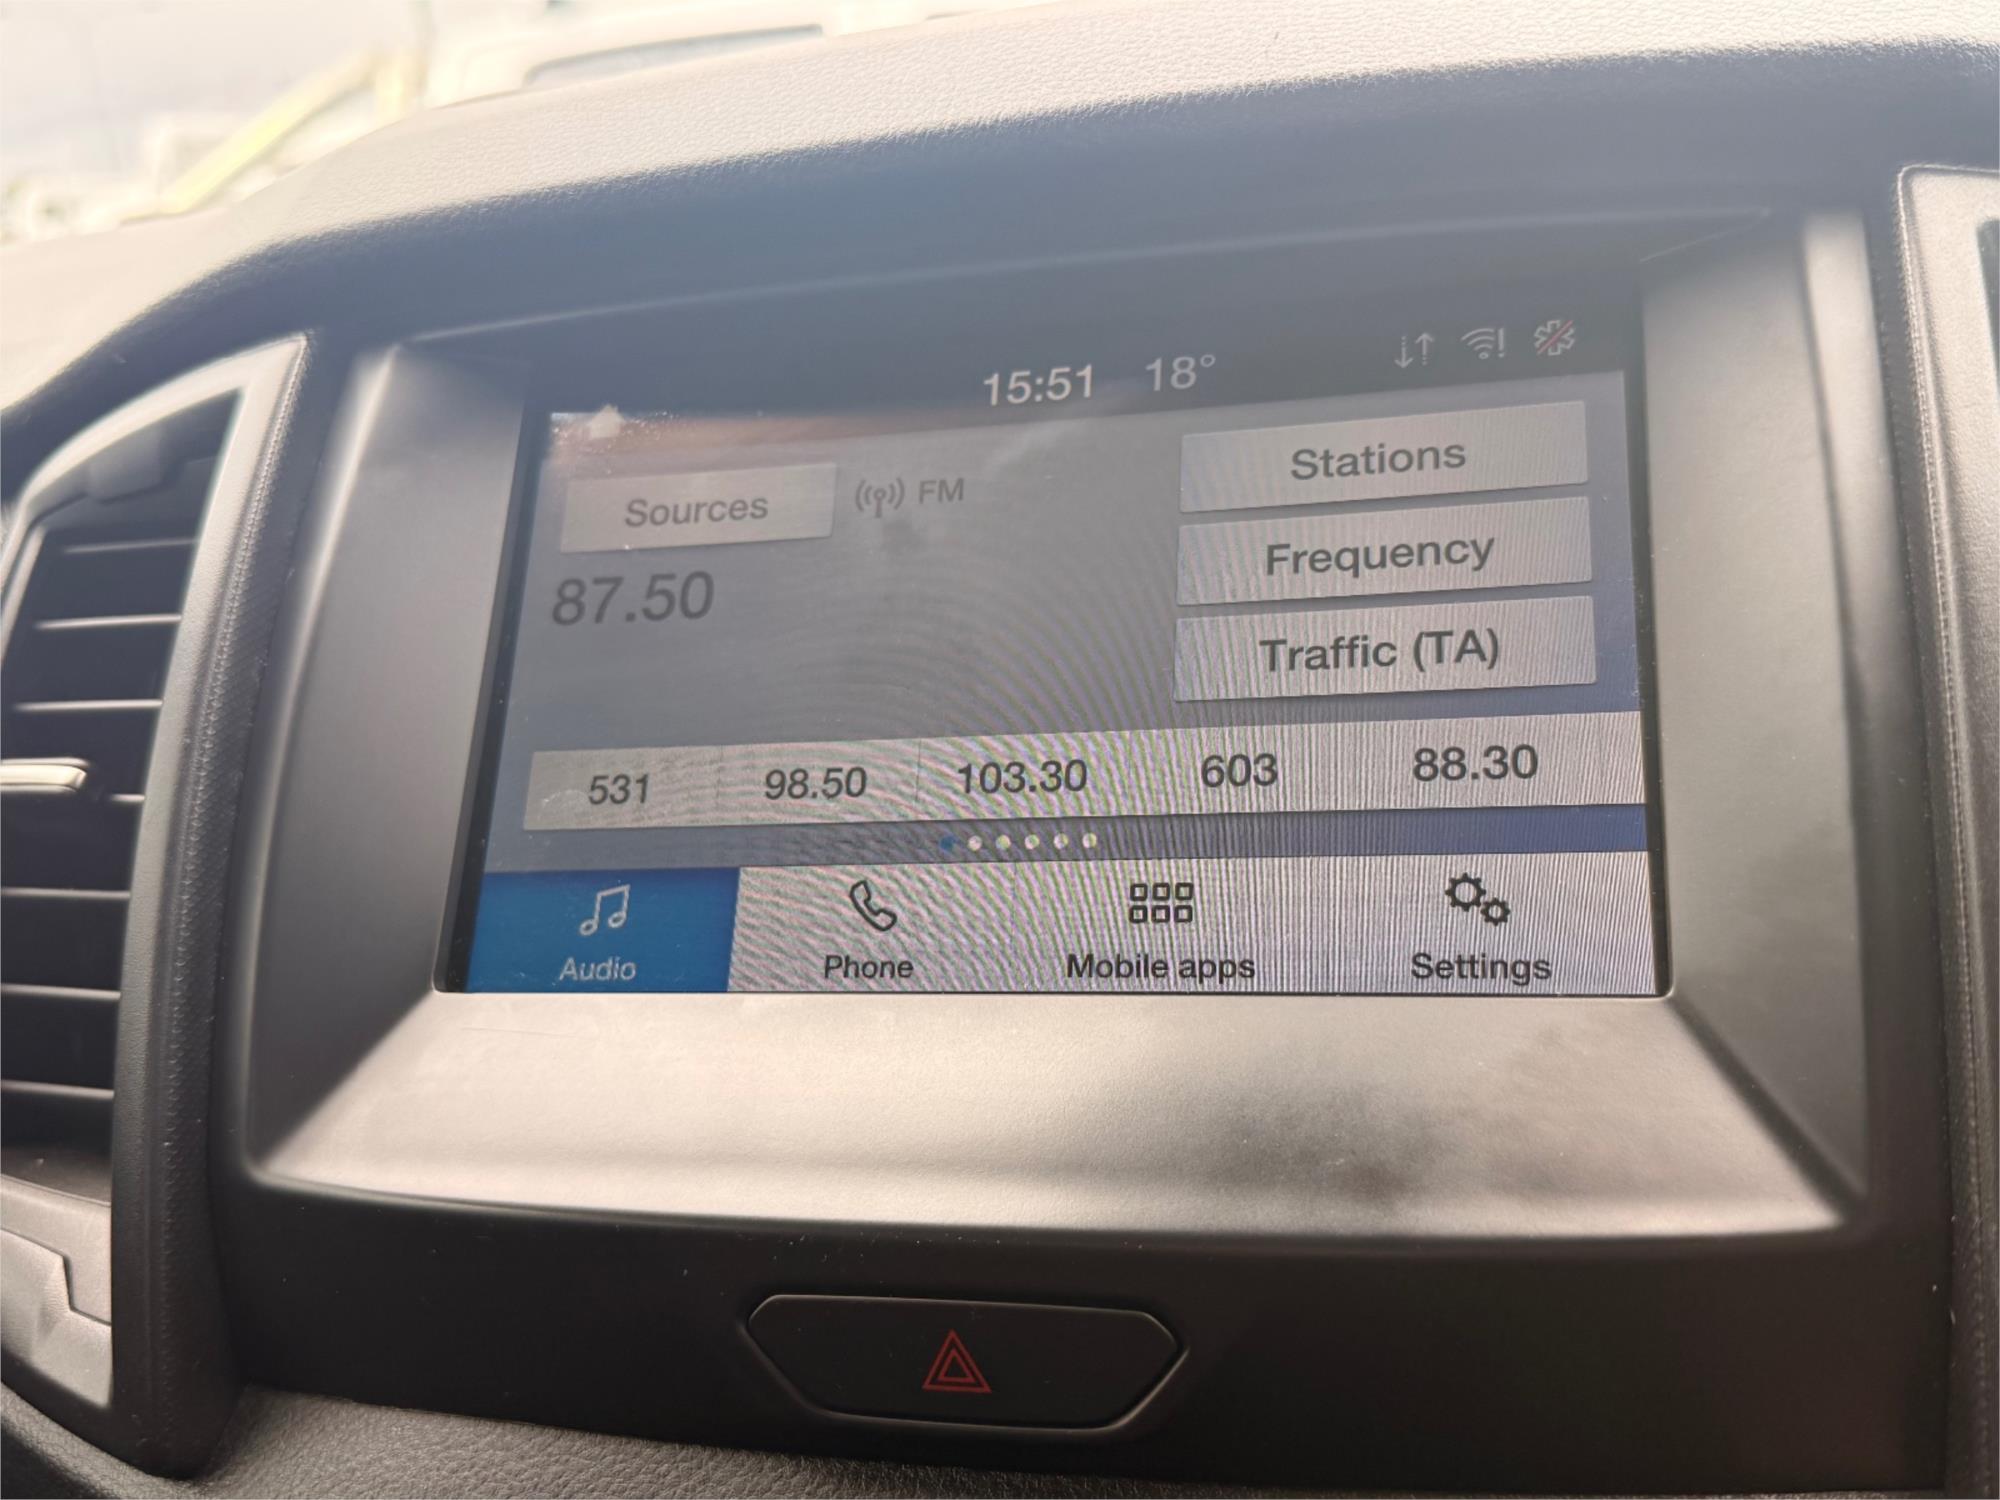 15:51 18°
Sources FM
Stations
Frequency
Traffic (TA)
87.50
531 98.50 103.30 603 88.30
Audio Phone Mobile apps Settings